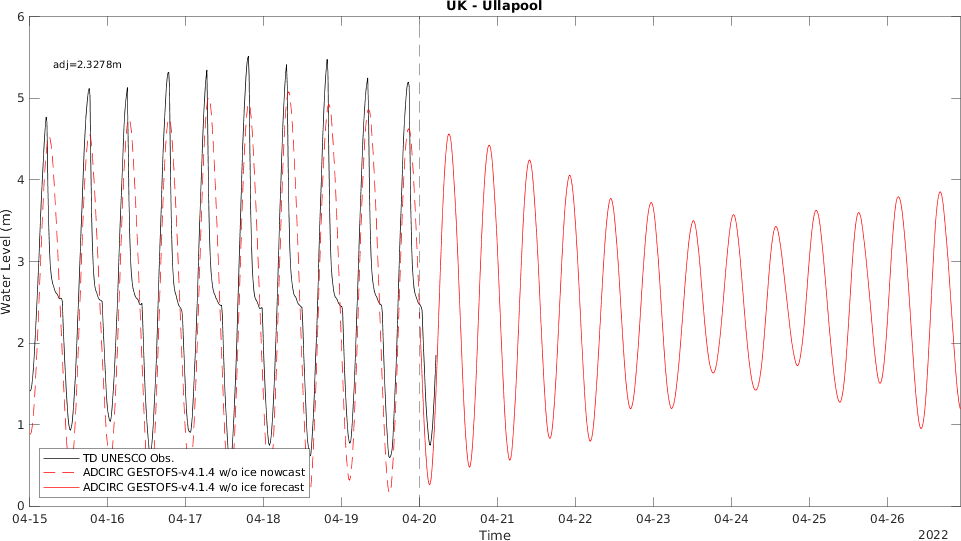 UK - Ullapool
adj=2.3278m
Water Level (m)
6
5
4
3
2
1
0
TD UNESCO Obs.
ADCIRC GESTOFS-v4.1.4 w/o ice nowcast
ADCIRC GESTOFS-v4.1.4 w/o ice forecast
04-15 04-16 04-17 04-18 04-19 04-20 04-21 04-22 04-23 04-24 04-25 04-26
Time
2022